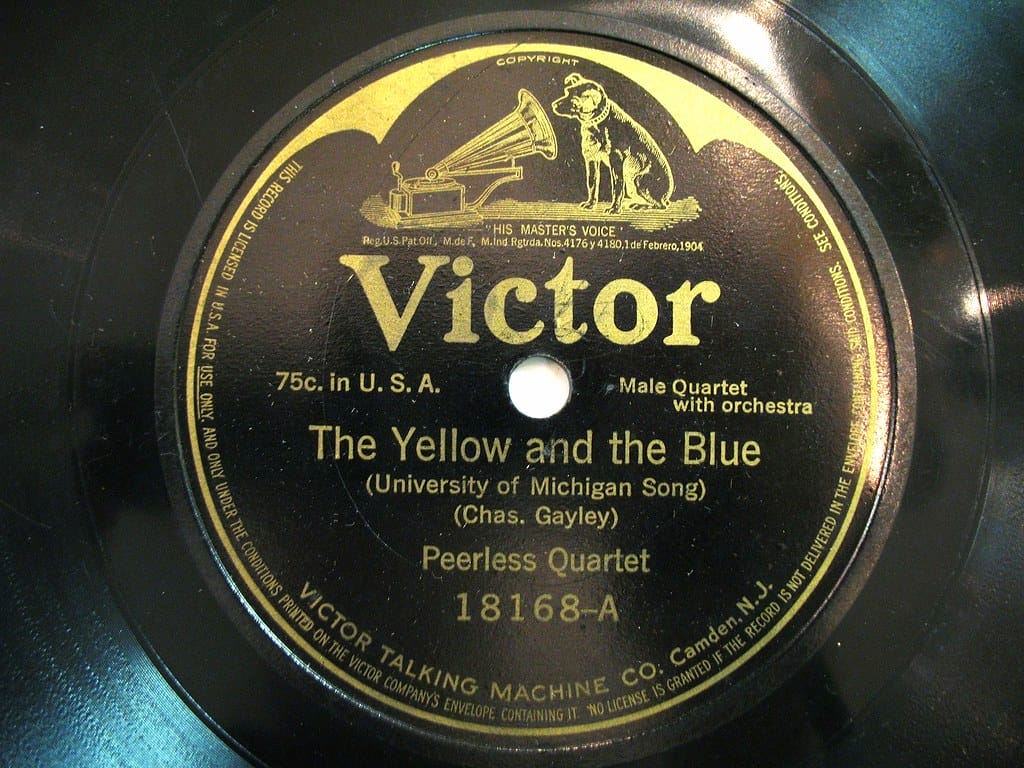 COPYRIGHT
"HIS MASTER'S VOICE"
Reg. U.S. Pat. Off., M. de F., M. Ind Rgtrda. Nos. 4176 y 4180, 1 de Febrero, 1904
Victor
75c. in U. S. A.
Male Quartet
with orchestra
The Yellow and the Blue
(University of Michigan Song)
(Chas. Gayley)
Peerless Quartet
18168-A
VICTOR TALKING MACHINE CO. Camden, N. J.
THIS RECORD IS LICENSED IN U.S.A. FOR USE ONLY, AND ONLY UNDER THE CONDITIONS PRINTED ON THE VICTOR COMPANY'S ENVELOPE CONTAINING IT. NO LICENSE IS GRANTED IF THE RECORD IS NOT DELIVERED IN THE ENVELOPE CONTAINING SAID CONDITIONS. SEE CONDITIONS.